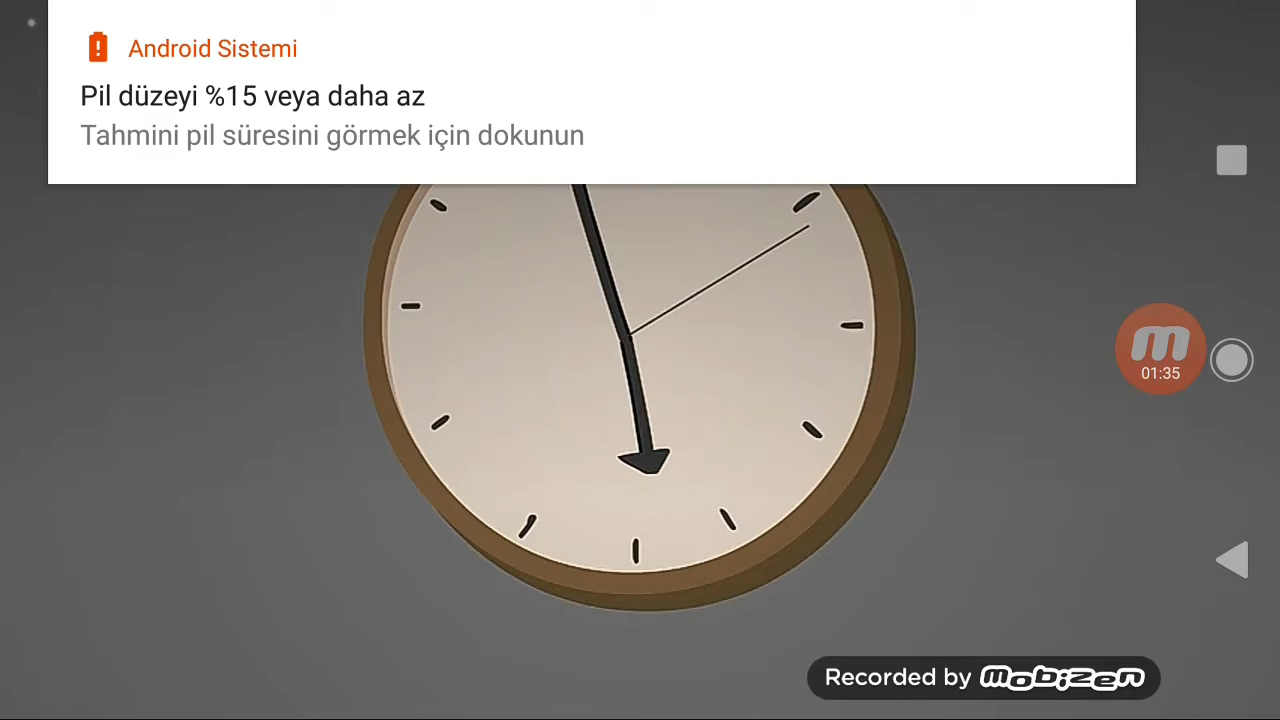 Android Sistemi
Pil düzeyi %15 veya daha az
Tahmini pil süresini görmek için dokunun
m
01:35
Recorded by mobizen